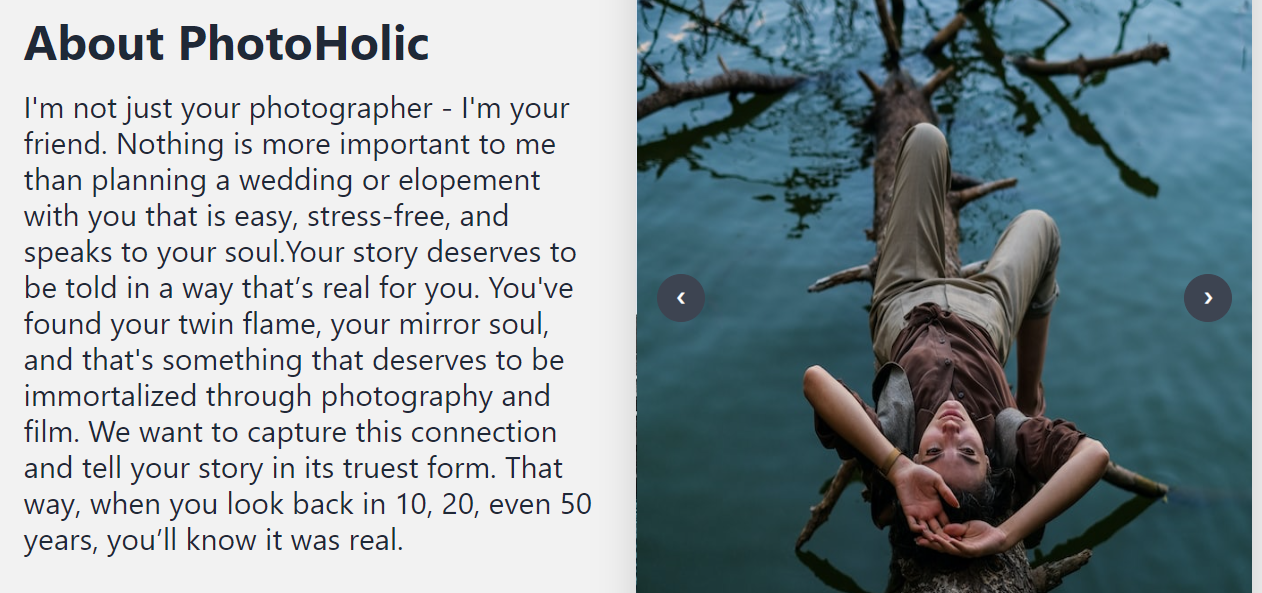 About PhotoHolic
I'm not just your photographer - I'm your
friend. Nothing is more important to me
than planning a wedding or elopement
with you that is easy, stress-free, and
speaks to your soul.Your story deserves to
be told in a way that’s real for you. You've
found your twin flame, your mirror soul,
and that's something that deserves to be
immortalized through photography and
film. We want to capture this connection
and tell your story in its truest form. That
way, when you look back in 10, 20, even 50
years, you’ll know it was real.